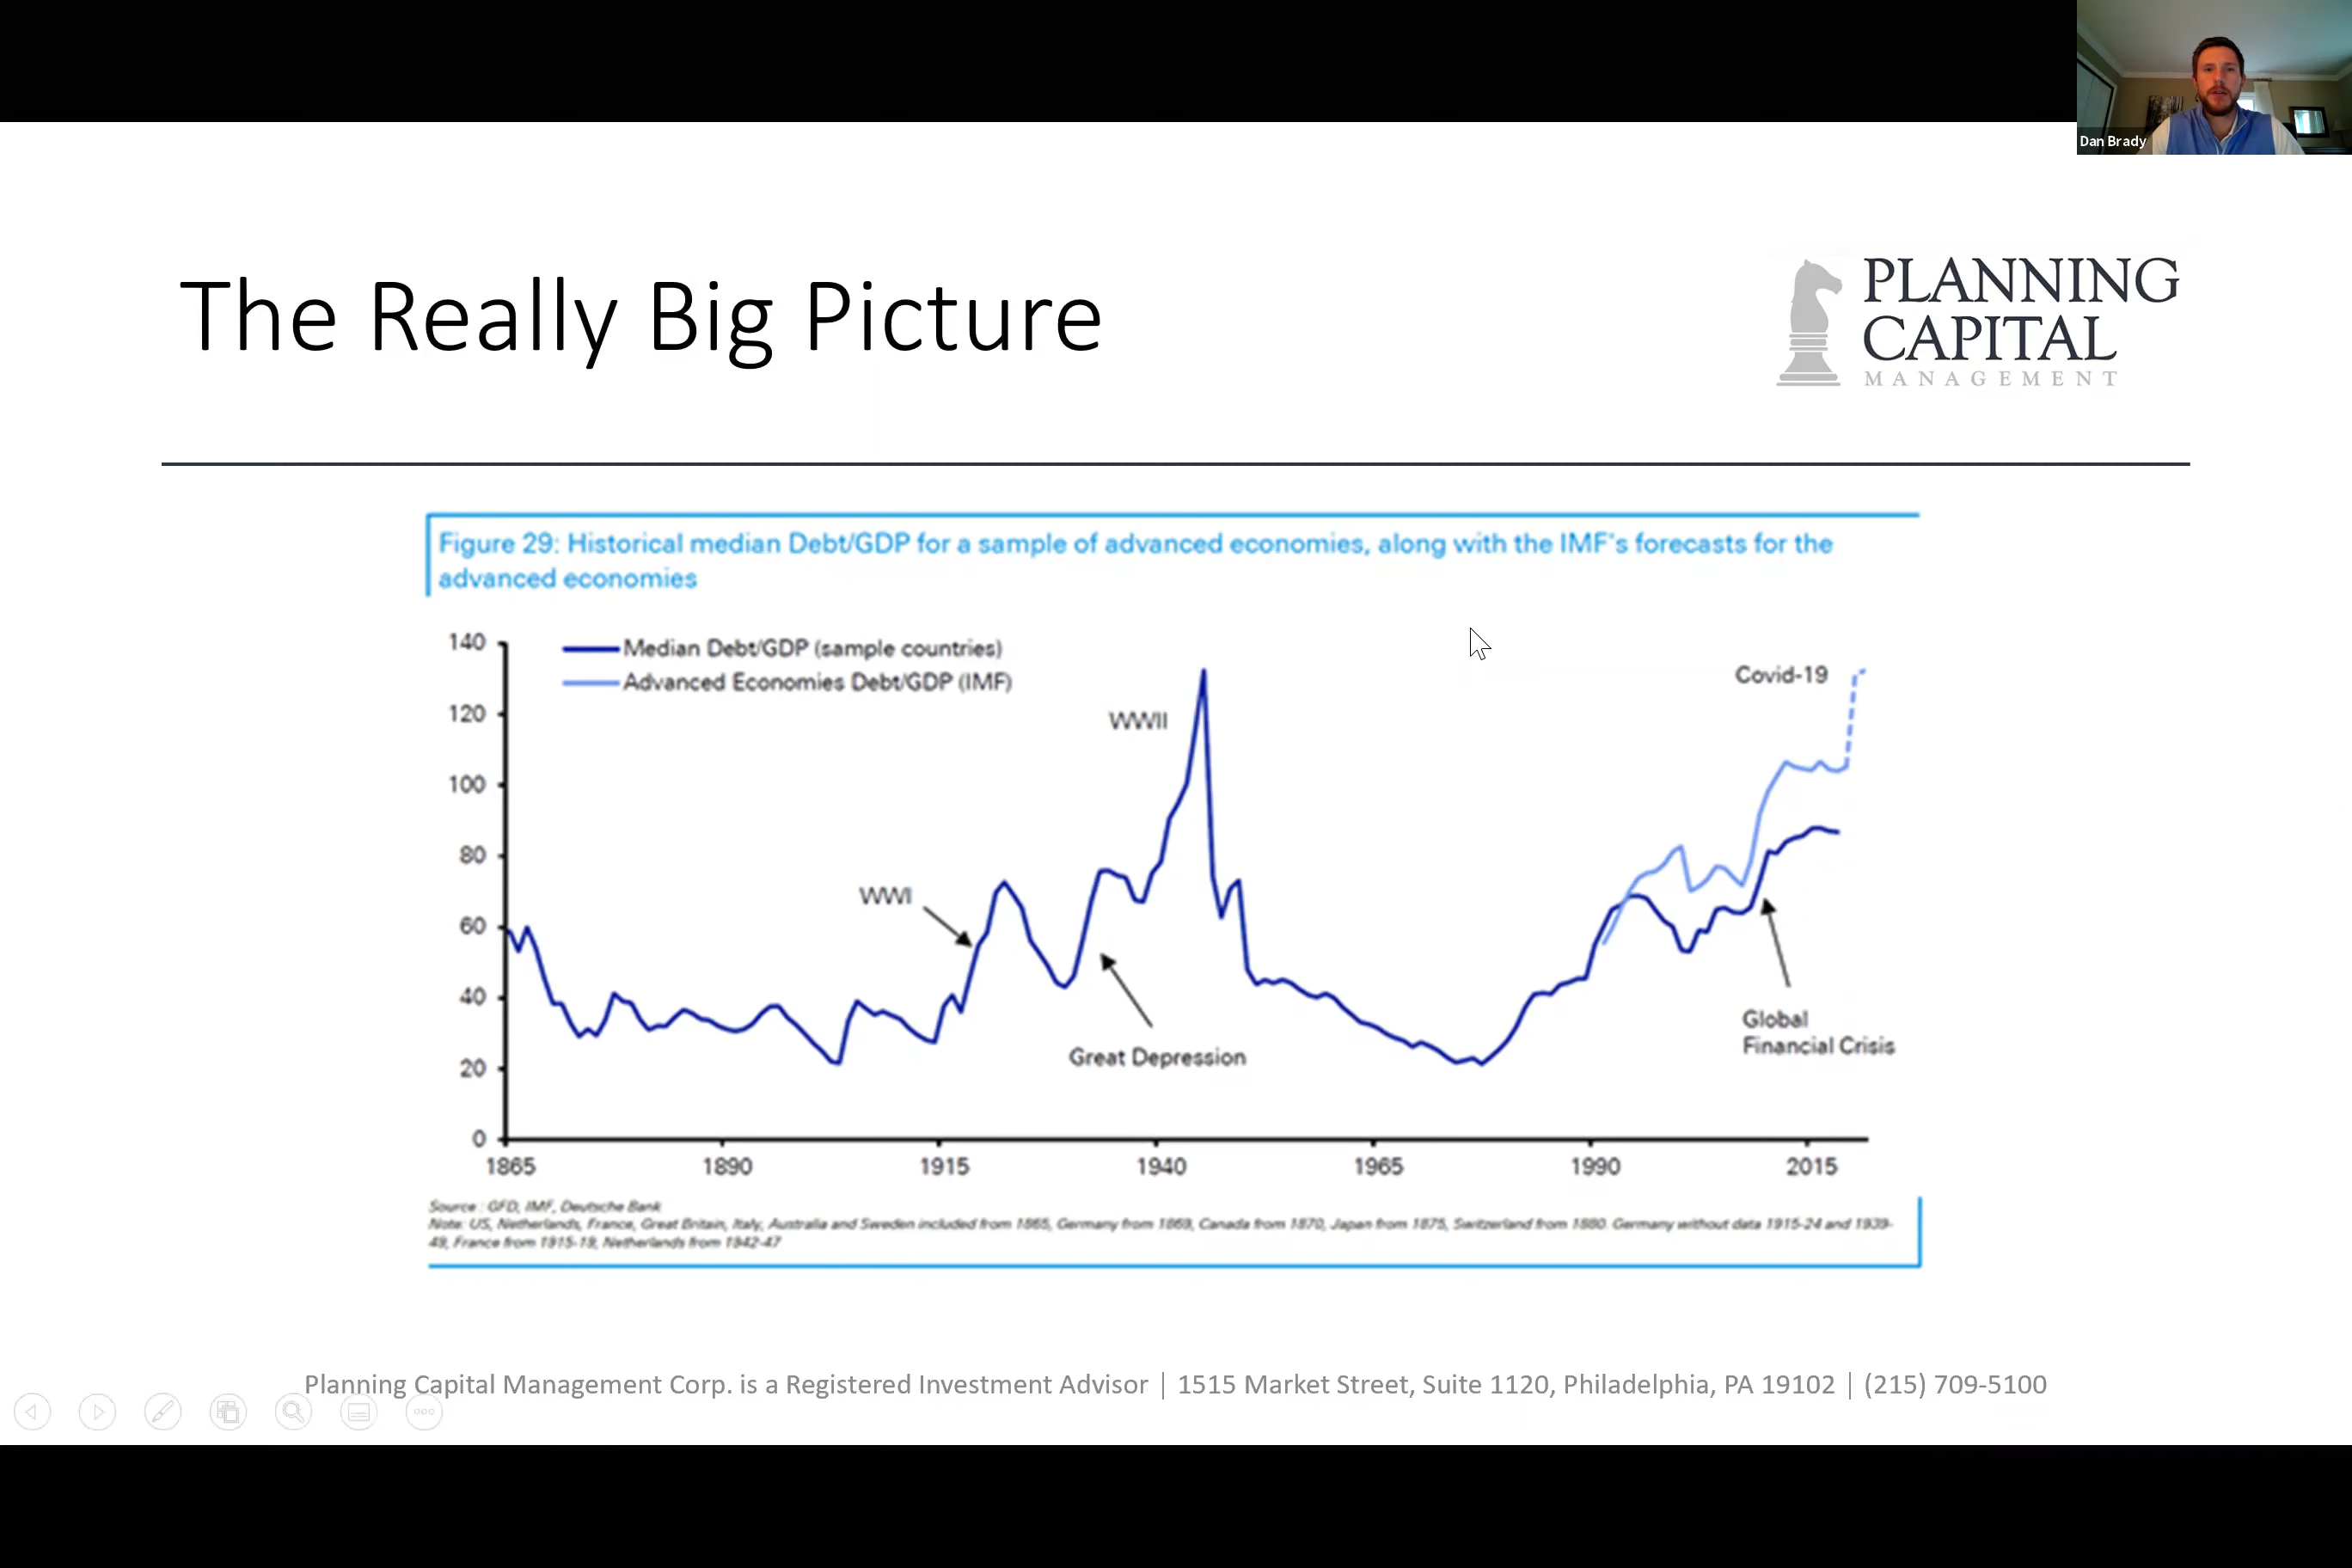 Dan Brady
The Really Big Picture
PLANNING
CAPITAL
MANAGEMENT
Figure 29: Historical median Debt/GDP for a sample of advanced economies, along with the IMF's forecasts for the
advanced economies
140
120
100
80
60
40
20
0
Median Debt/GDP (sample countries)
Advanced Economies Debt/GDP (IMF)
WWI
Great Depression
WWII
Covid-19
Global
Financial Crisis
1865 1890 1915 1940 1965 1990 2015
Source : GFD, IMF, Deutsche Bank
Note: US, Netherlands, France, Great Britain, Italy, Australia and Sweden included from 1865, Germany from 1869, Canada from 1870, Japan from 1875, Switzerland from 1880. Germany without data 1915-24 and 1939-
49, France from 1915-19, Netherlands from 1942-47
Planning Capital Management Corp. is a Registered Investment Advisor | 1515 Market Street, Suite 1120, Philadelphia, PA 19102 | (215) 709-5100